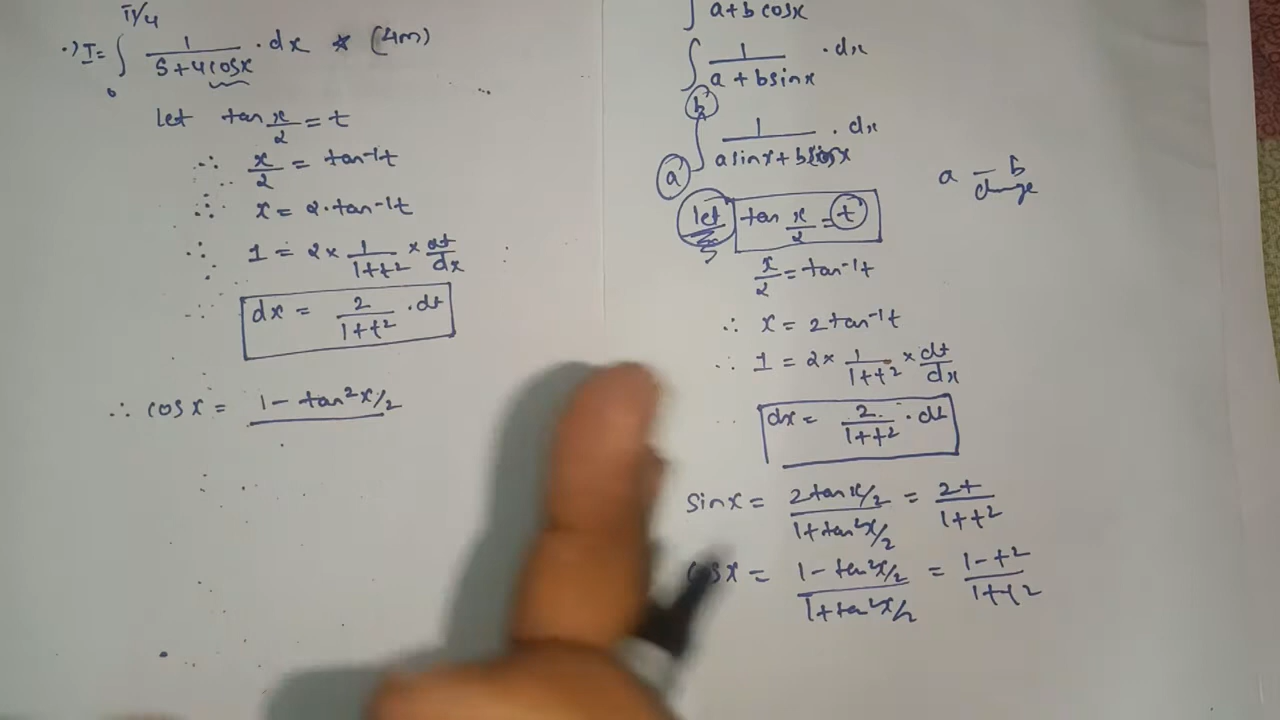 π/4
·) I = ∫ 1/(5+4cosx) · dx * (4m)
0
let tan x/2 = t
∴ x/2 = tan-1t
∴ x = 2·tan-1t
∴ 1 = 2× 1/(1+t2) × dt/dx
∴ dx = 2/(1+t2) · dt
∴ cosx = 1 - tan2x/2
∫ a+b cosx
∫ 1/(a+bsinx) · dx
b
∫ 1/(asinx+bcosx) · dx
a
a – b
change
let tan x/2 = t
x/2 = tan-1t
∴ x = 2tan-1t
∴ 1 = 2× 1/(1+t2) × dt/dx
dx = 2/(1+t2) · dt
sinx = 2tanx/2/(1+tan2x/2) = 2t/(1+t2)
cosx = 1-tan2x/2/(1+tan2x/2) = 1-t2/(1+t2)